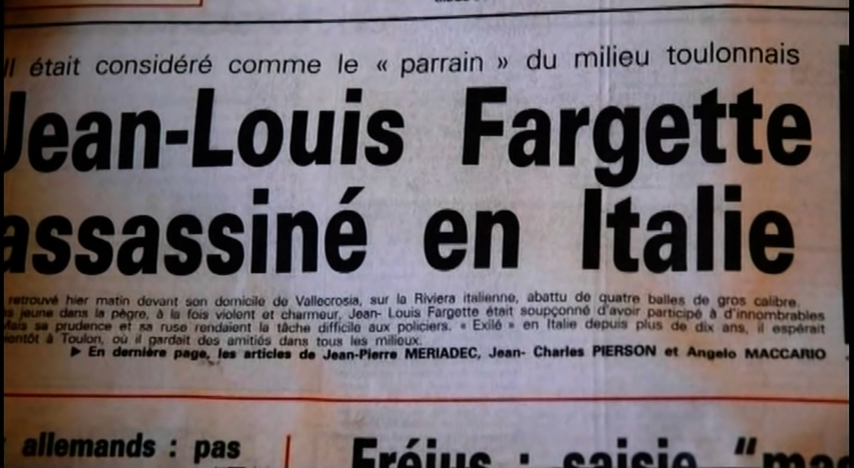 Il était considéré comme le « parrain » du milieu toulonnais
Jean-Louis Fargette
assassiné en Italie
retrouvé hier matin devant son domicile de Vallecrosia, sur la Riviera italienne, abattu de quatre balles de gros calibre.
jeune dans la pègre, à la fois violent et charmeur, Jean- Louis Fargette était soupçonné d'avoir participé à d'innombrables
Mais sa prudence et sa ruse rendaient la tâche difficile aux policiers. « Exilé » en Italie depuis plus de dix ans, il espérait
à Toulon, où il gardait des amitiés dans tous les milieux.
▶ En dernière page, les articles de Jean-Pierre MERIADEC, Jean- Charles PIERSON et Angelo MACCARIO
allemands : pas
Fréjus : saisie